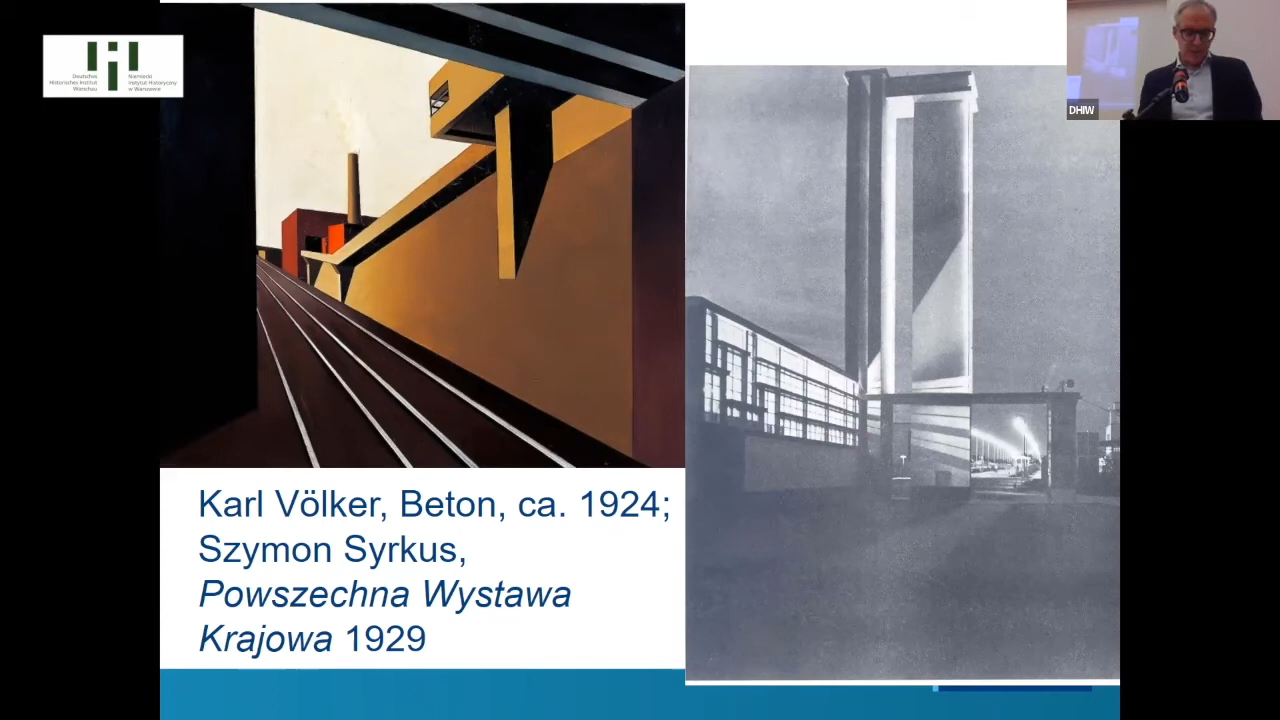 Deutsches
Historisches Institut
Warschau
Niemiecki
Instytut Historyczny
w Warszawie
DHIW
Karl Völker, Beton, ca. 1924;
Szymon Syrkus,
Powszechna Wystawa
Krajowa 1929